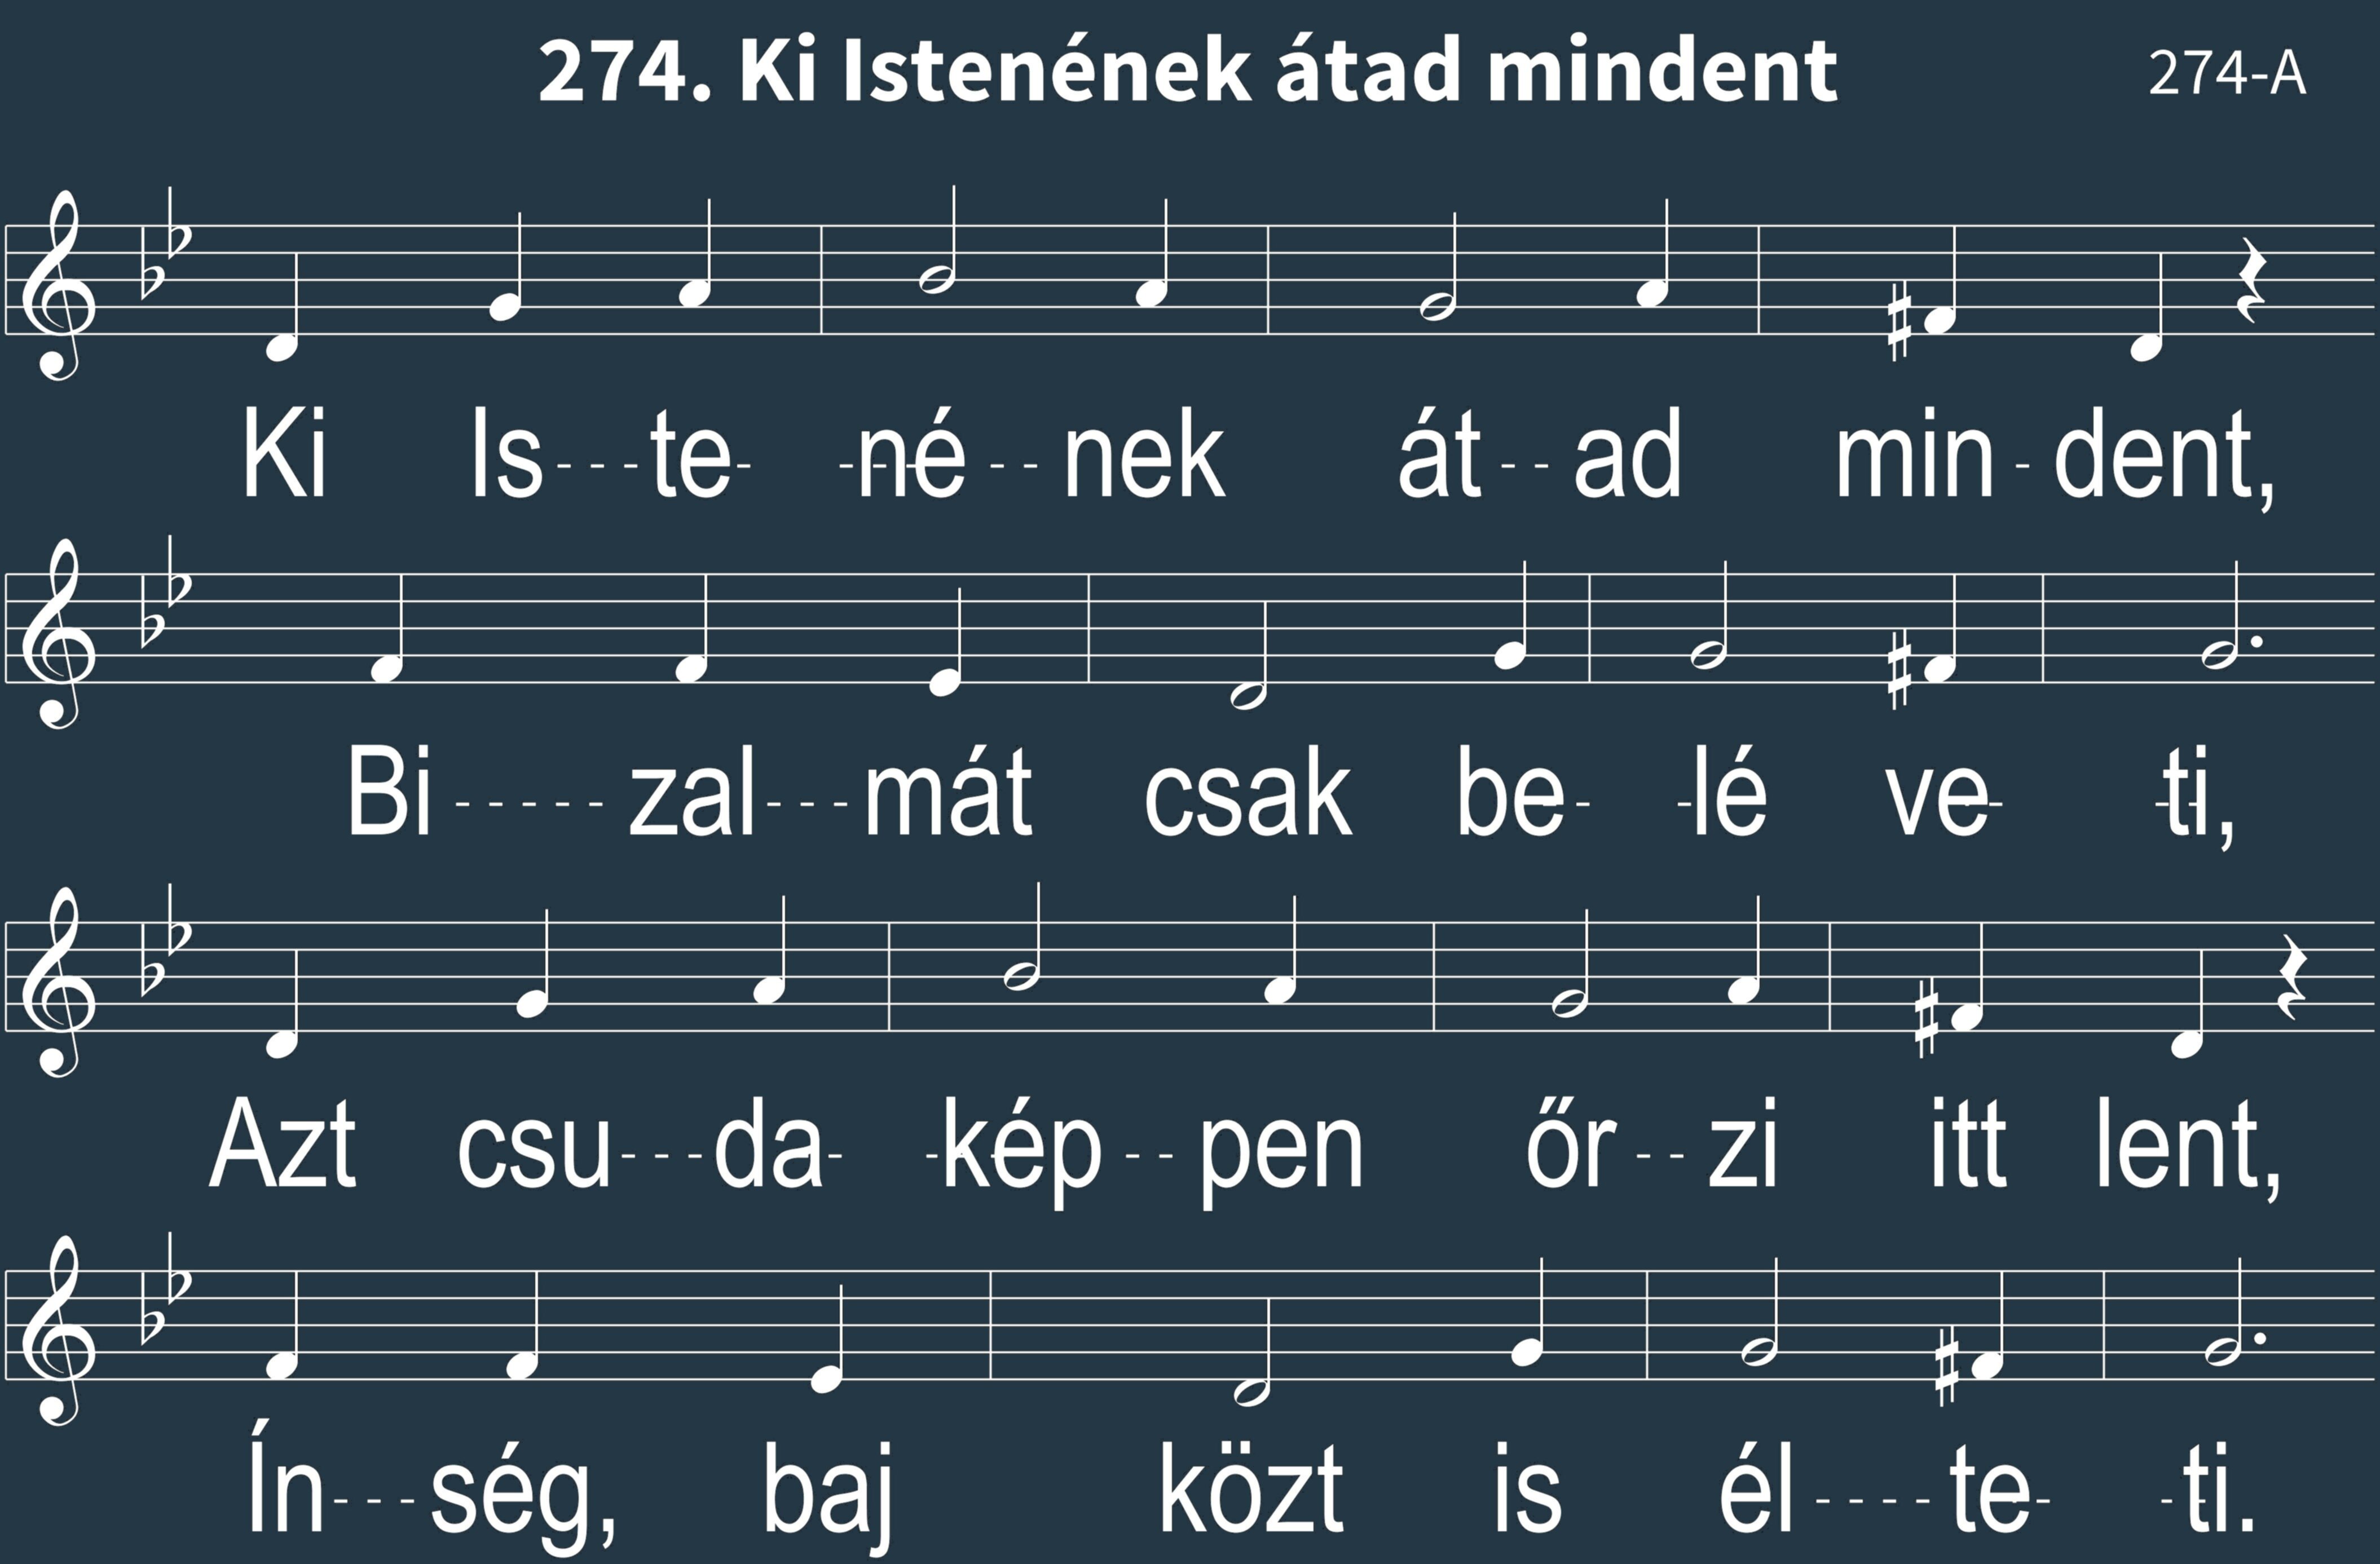 274. Ki Istenének átad mindent 274-A
Ki Is---te- -né--nek át--ad min-dent,
Bi-----zal---mát csak be- -lé ve- -ti,
Azt csu---da- -kép--pen őr--zi itt lent,
Ín---ség, baj közt is él----te- -ti.